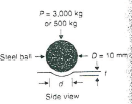 P = 3,000 kg
or 500 kg
Steel ball
D = 10 mm
t
d
Side view